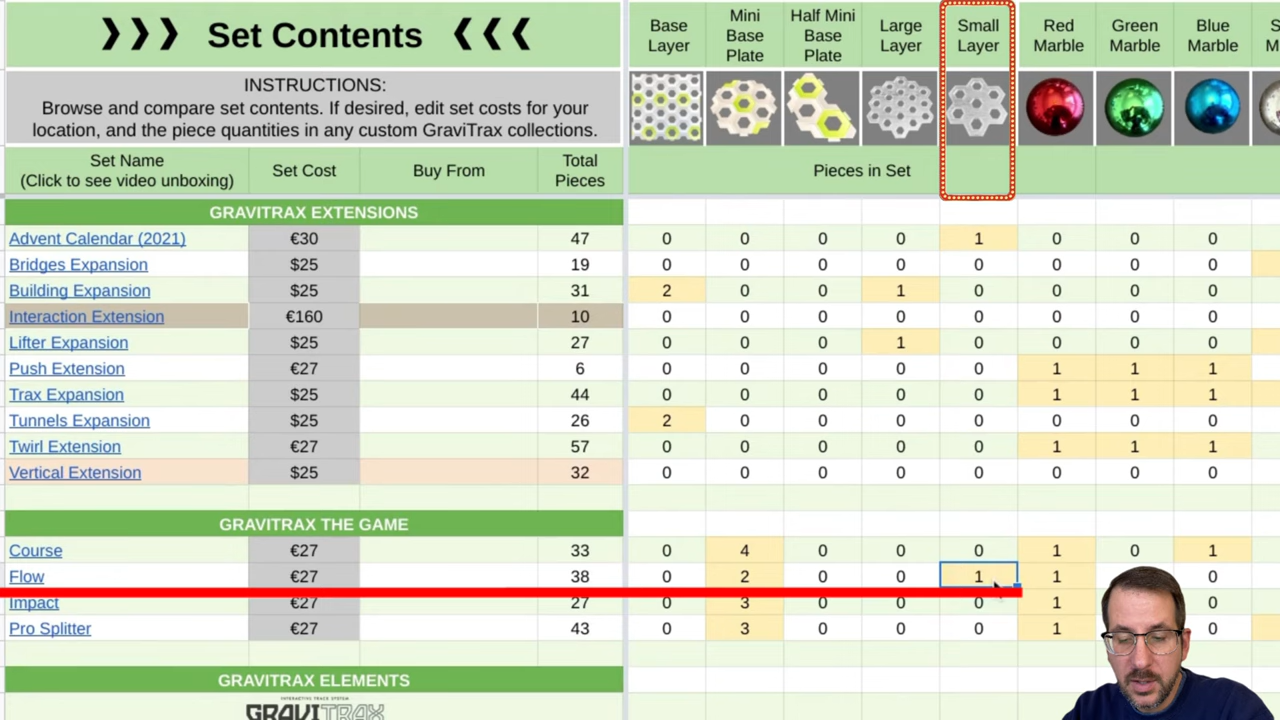 ❯❯❯ Set Contents ❮❮❮
INSTRUCTIONS:
Browse and compare set contents. If desired, edit set costs for your
location, and the piece quantities in any custom GraviTrax collections.
Set Name
(Click to see video unboxing)
Set Cost
Buy From
Total
Pieces
Base
Layer
Mini
Base
Plate
Half Mini
Base
Plate
Large
Layer
Small
Layer
Red
Marble
Green
Marble
Blue
Marble
Pieces in Set
GRAVITRAX EXTENSIONS
Advent Calendar (2021) €30 47 0 0 0 0 1 0 0 0
Bridges Expansion $25 19 0 0 0 0 0 0 0 0
Building Expansion $25 31 2 0 0 1 0 0 0 0
Interaction Extension €160 10 0 0 0 0 0 0 0 0
Lifter Expansion $25 27 0 0 0 1 0 0 0 0
Push Extension €27 6 0 0 0 0 0 1 1 1
Trax Expansion $25 44 0 0 0 0 0 1 1 1
Tunnels Expansion $25 26 2 0 0 0 0 0 0 0
Twirl Extension €27 57 0 0 0 0 0 1 1 1
Vertical Extension $25 32 0 0 0 0 0 0 0 0
GRAVITRAX THE GAME
Course €27 33 0 4 0 0 0 1 0 1
Flow €27 38 0 2 0 0 1 1 0
Impact €27 27 0 3 0 0 0 1 0
Pro Splitter €27 43 0 3 0 0 0 1 0
GRAVITRAX ELEMENTS
INTERACTIVE TRACK SYSTEM
GRAVITRAX